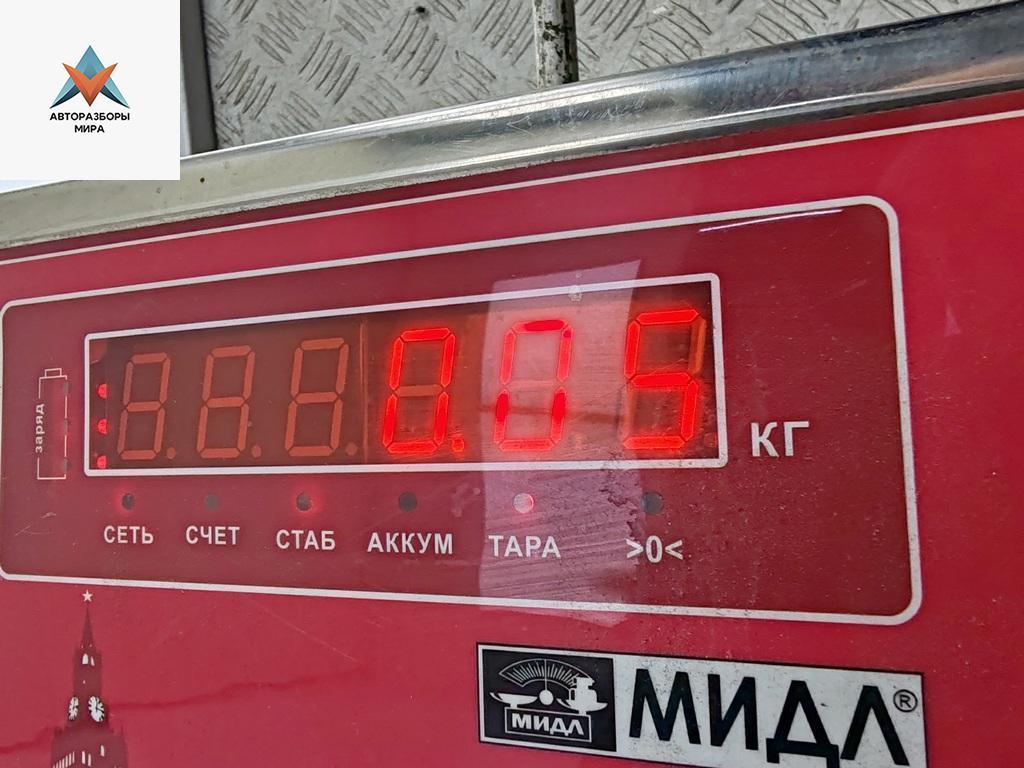 АВТОРАЗБОРЫ
МИРА
заряд
0.05
КГ
СЕТЬ СЧЕТ СТАБ АККУМ ТАРА >0<
МИДЛ
МИДЛ®